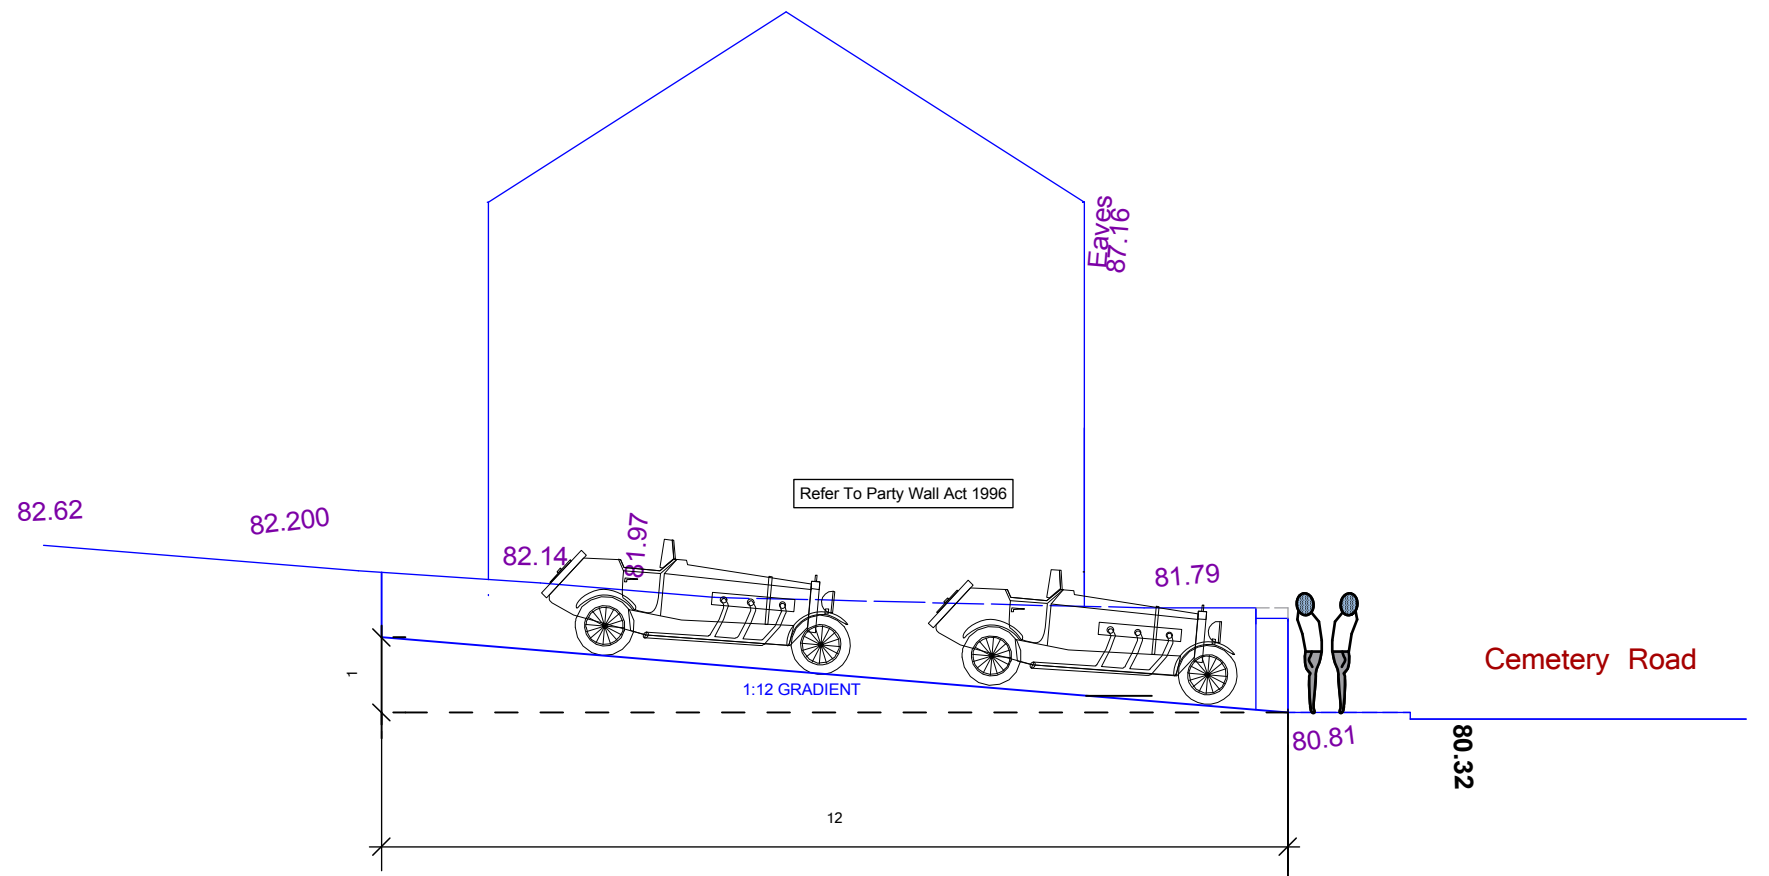 Eaves
87.16
Refer To Party Wall Act 1996
82.62
82.200
82.14
81.97
81.79
Cemetery Road
1
1:12 GRADIENT
80.81
80.32
12